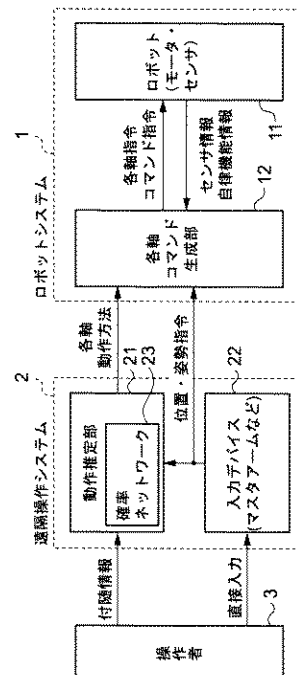 ロボットシステム
1
ロボット
(モータ・
センサ)
11
各軸指令
コマンド指令
センサ情報
自律機能情報
各軸
コマンド
生成部
12
遠隔操作システム
2
各軸
動作方法
位置・姿勢指令
動作推定部
21
確率
ネットワーク
23
入力デバイス
(マスタアームなど)
22
付随情報
直接入力
操作者
3